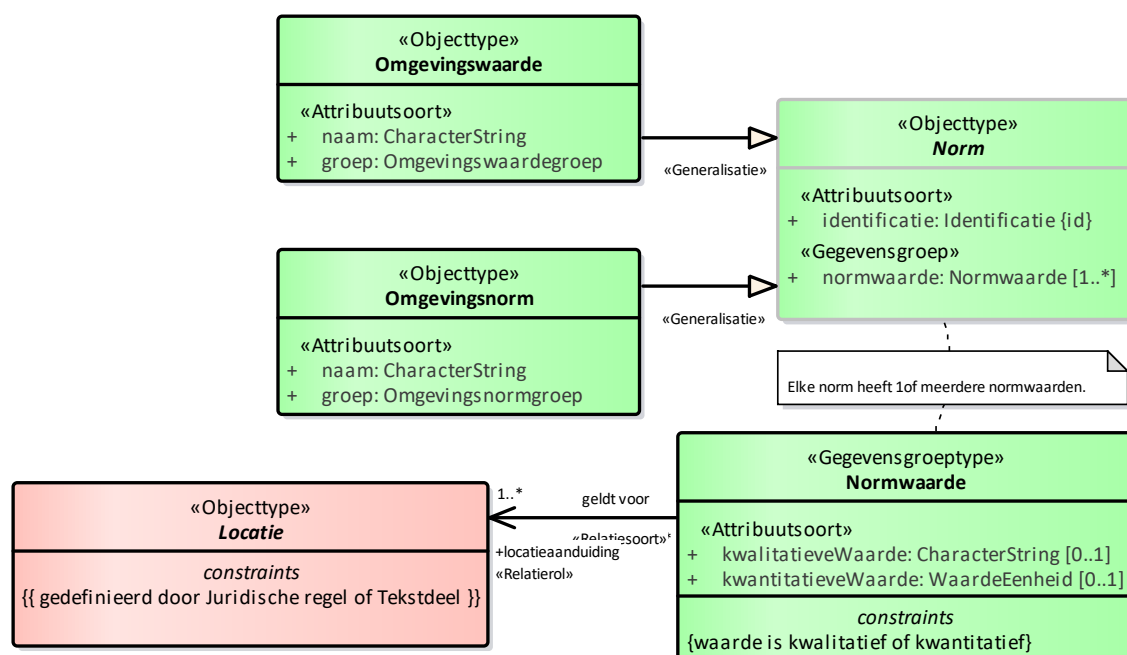 «Objecttype»
Omgevingswaarde
«Attribuutsoort»
+ naam: CharacterString
+ groep: Omgevingswaardegroep
«Generalisatie»
«Objecttype»
Norm
«Attribuutsoort»
+ identificatie: Identificatie {id}
«Gegevensgroep»
+ normwaarde: Normwaarde [1..*]
«Objecttype»
Omgevingsnorm
«Attribuutsoort»
+ naam: CharacterString
+ groep: Omgevingsnormgroep
«Generalisatie»
Elke norm heeft 1of meerdere normwaarden.
«Objecttype»
Locatie
constraints
{{ gedefinieerd door Juridische regel of Tekstdeel }}
1..*
geldt voor
«Relatiesoort»
+locatieaanduiding
«Relatierol»
«Gegevensgroeptype»
Normwaarde
«Attribuutsoort»
+ kwalitatieveWaarde: CharacterString [0..1]
+ kwantitatieveWaarde: WaardeEenheid [0..1]
constraints
{waarde is kwalitatief of kwantitatief}